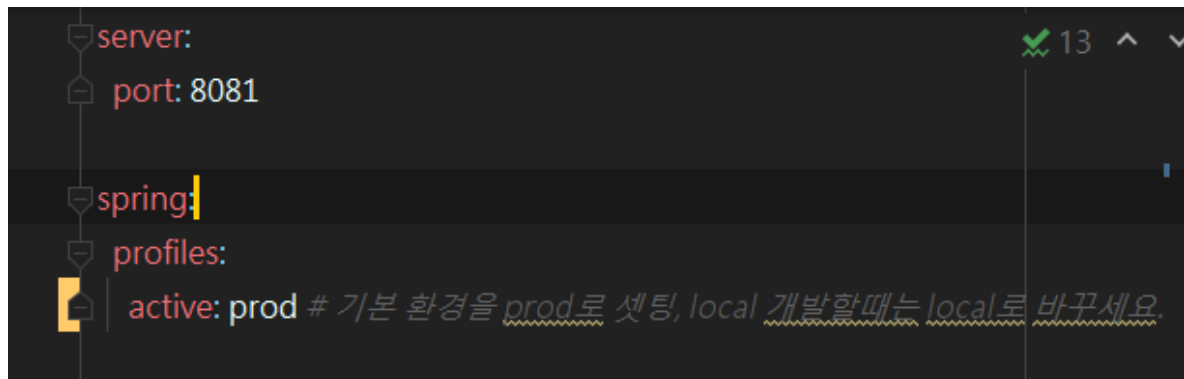 server:
port: 8081
spring:
profiles:
active: prod # 기본 환경을 prod로 셋팅, local 개발할때는 local로 바꾸세요.
13